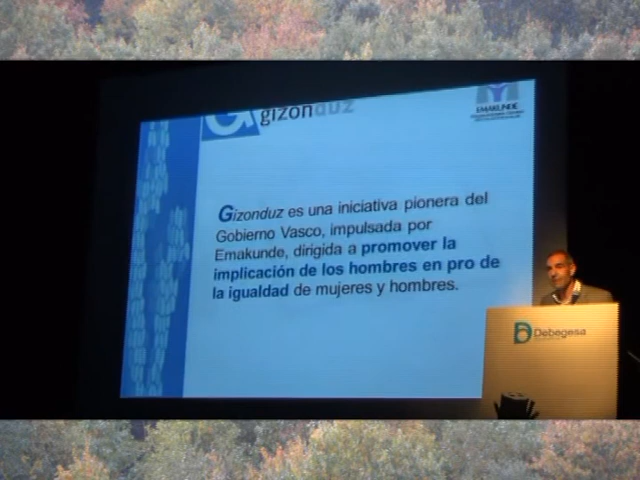 gizonduz
EMAKUNDE
Gizonduz es una iniciativa pionera del
Gobierno Vasco, impulsada por
Emakunde, dirigida a promover la
implicación de los hombres en pro de
la igualdad de mujeres y hombres.
Debegesa